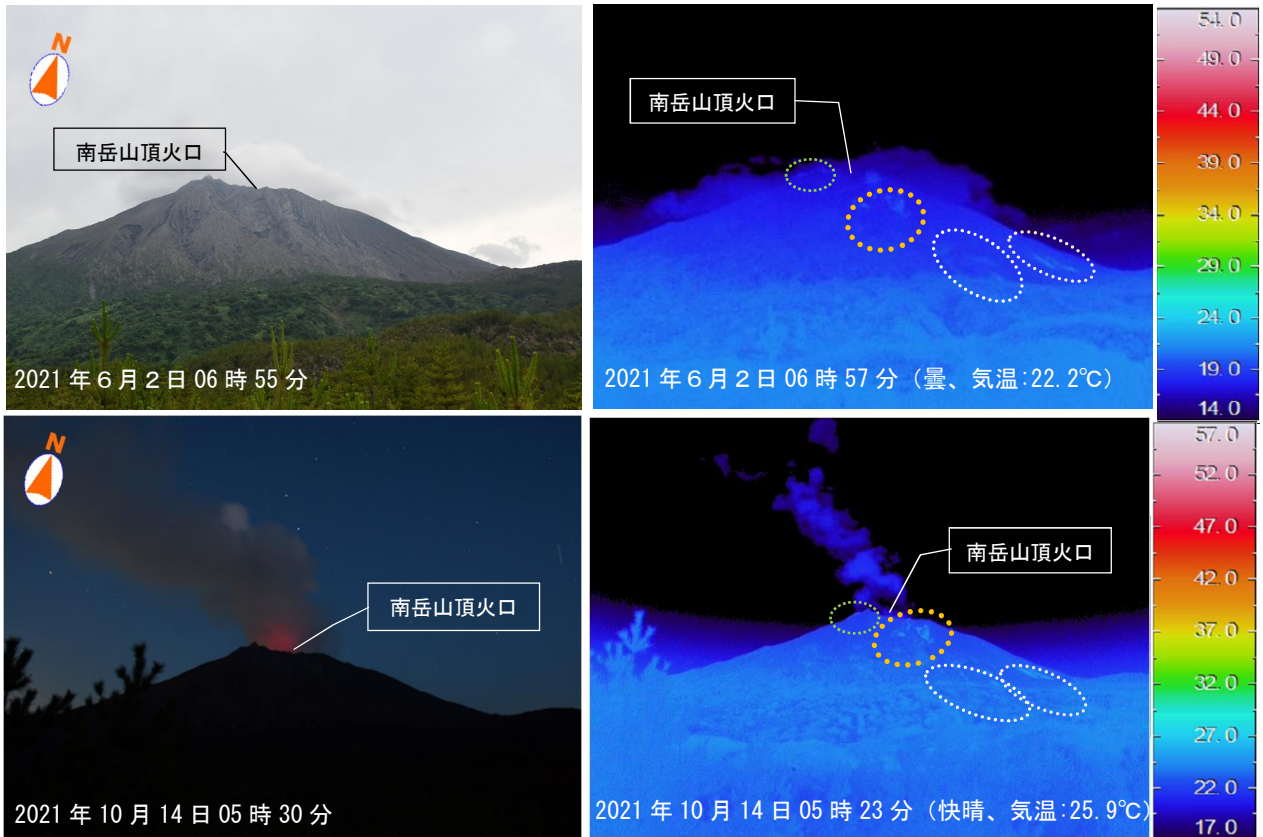 N
南岳山頂火口
2021年6月2日06時55分
南岳山頂火口
2021年6月2日06時57分（曇、気温:22.2℃）
54.0
49.0
44.0
39.0
34.0
29.0
24.0
19.0
14.0
N
南岳山頂火口
2021年10月14日05時30分
南岳山頂火口
2021年10月14日05時23分（快晴、気温:25.9℃）
57.0
52.0
47.0
42.0
37.0
32.0
27.0
22.0
17.0